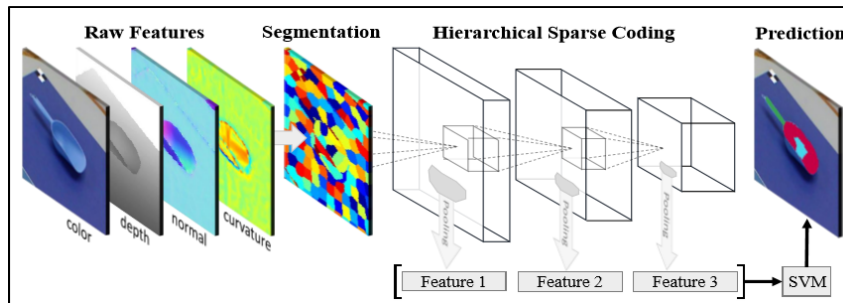 Raw Features
Segmentation
Hierarchical Sparse Coding
Prediction
color
depth
normal
curvature
Pooling
Pooling
Pooling
Feature 1
Feature 2
Feature 3
SVM